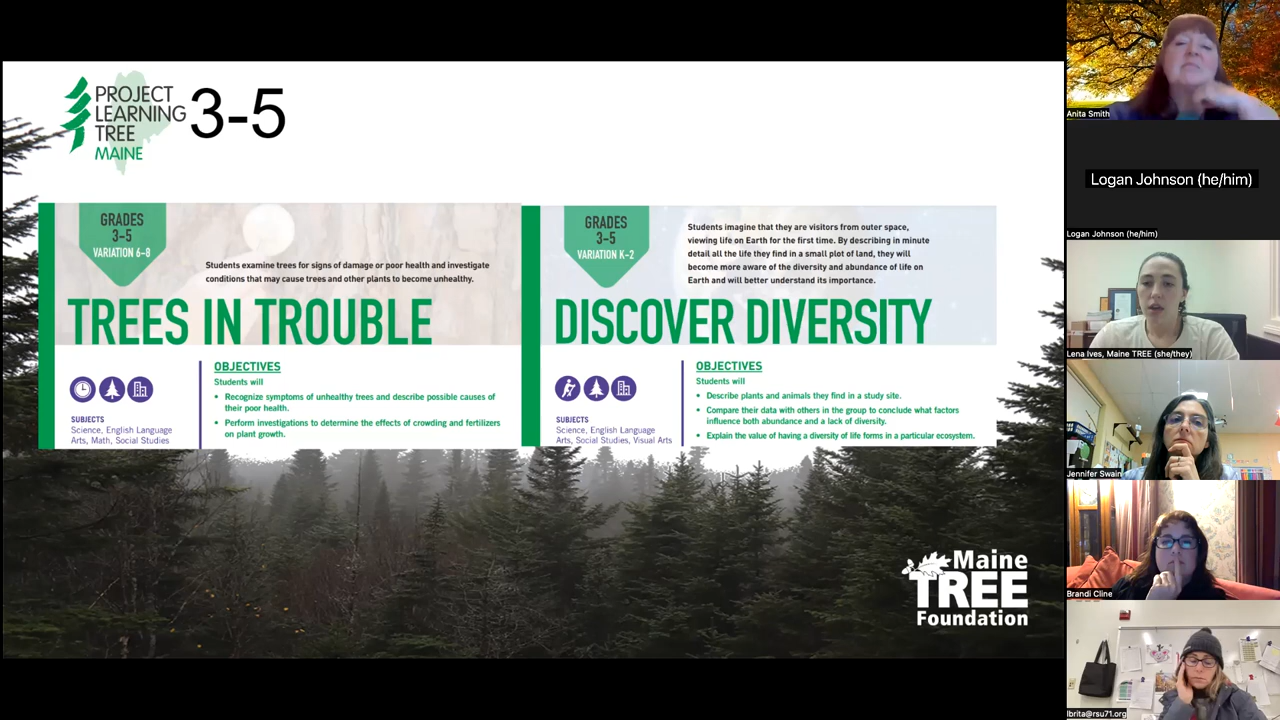 PROJECT
LEARNING
TREE
MAINE
3-5
GRADES
3–5
VARIATION 6–8
Students examine trees for signs of damage or poor health and investigate
conditions that may cause trees and other plants to become unhealthy.
TREES IN TROUBLE
SUBJECTS
Science, English Language
Arts, Math, Social Studies
OBJECTIVES
Students will
• Recognize symptoms of unhealthy trees and describe possible causes of
their poor health.
• Perform investigations to determine the effects of crowding and fertilizers
on plant growth.
GRADES
3–5
VARIATION K–2
Students imagine that they are visitors from outer space,
viewing life on Earth for the first time. By describing in minute
detail all the life they find in a small plot of land, they will
become more aware of the diversity and abundance of life on
Earth and will better understand its importance.
DISCOVER DIVERSITY
SUBJECTS
Science, English Language
Arts, Social Studies, Visual Arts
OBJECTIVES
Students will
• Describe plants and animals they find in a study site.
• Compare their data with others in the group to conclude what factors
influence both abundance and a lack of diversity.
• Explain the value of having a diversity of life forms in a particular ecosystem.
Maine
TREE
Foundation
Anita Smith
Logan Johnson (he/him)
Logan Johnson (he/him)
Lena Ives, Maine TREE (she/they)
Jennifer Swain
Brandi Cline
lbrita@rsu71.org